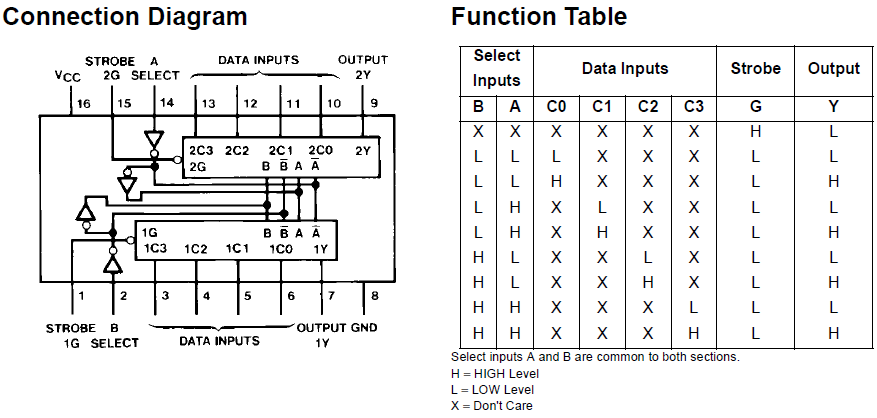 Connection Diagram
STROBE A DATA INPUTS OUTPUT
VCC 2G SELECT 2Y
16 15 14 13 12 11 10 9
2C3 2C2 2C1 2C0 2Y
2G B B̅ A A̅
1G B B̅ A A̅
1C3 1C2 1C1 1C0 1Y
1 2 3 4 5 6 7 8
STROBE B DATA INPUTS OUTPUT GND
1G SELECT 1Y
Function Table
Select Inputs Data Inputs Strobe Output
B A C0 C1 C2 C3 G Y
X X X X X X H L
L L L X X X L L
L L H X X X L H
L H X L X X L L
L H X H X X L H
H L X X L X L L
H L X X H X L H
H H X X X L L L
H H X X X H L H
Select inputs A and B are common to both sections.
H = HIGH Level
L = LOW Level
X = Don't Care